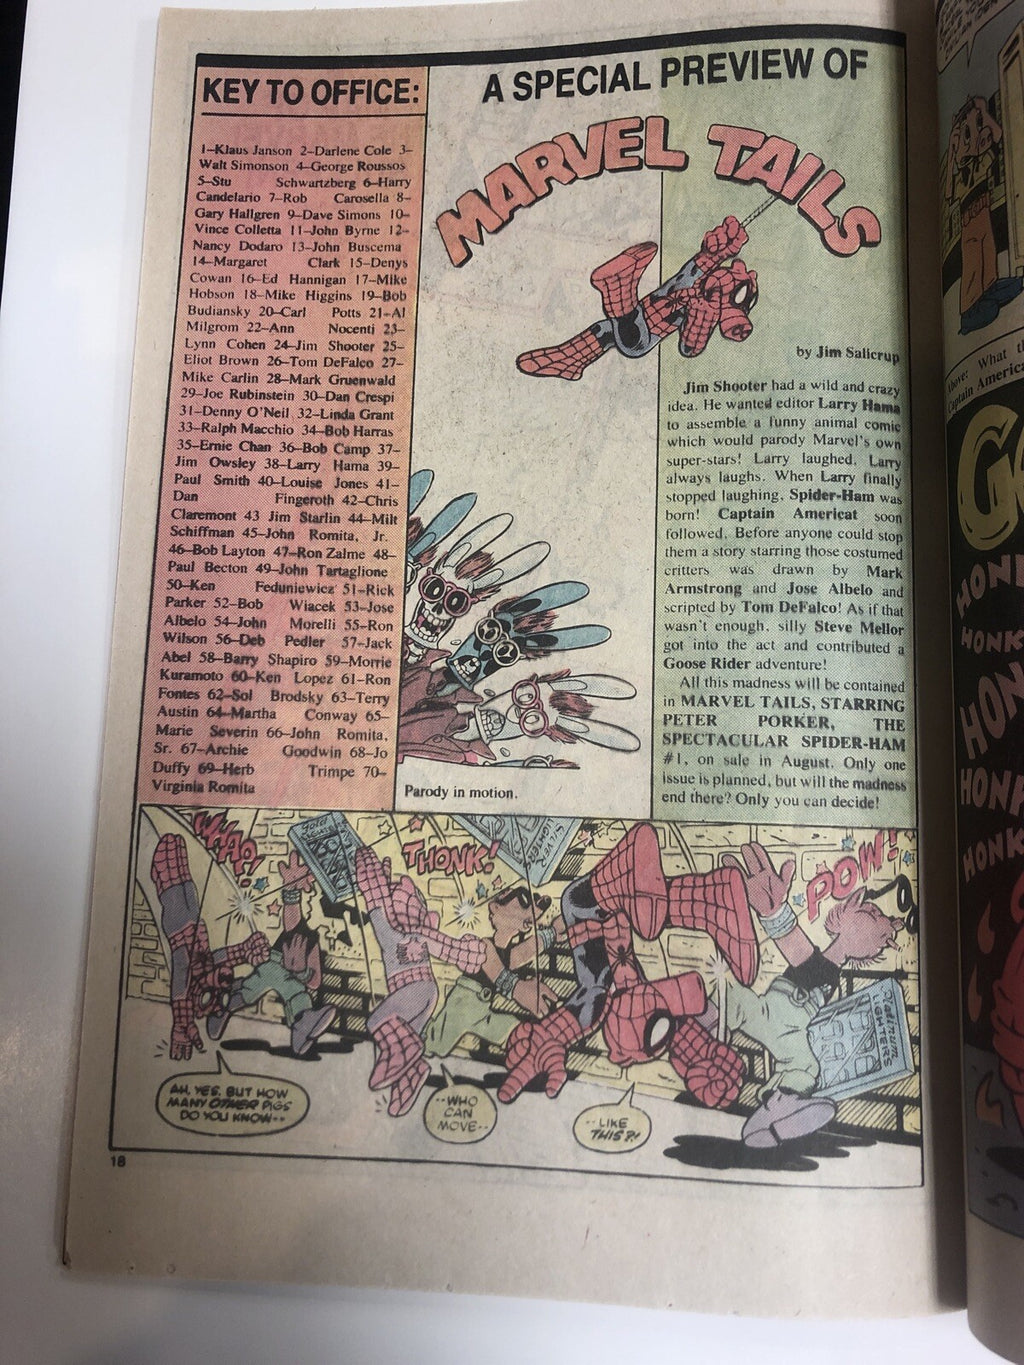 KEY TO OFFICE:
1–Klaus Janson 2–Darlene Cole 3–
Walt Simonson 4–George Roussos
5–Stu Schwartzberg 6–Harry
Candelario 7–Rob Carosella 8–
Gary Hallgren 9–Dave Simons 10–
Vince Colletta 11–John Byrne 12–
Nancy Dodaro 13–John Buscema
14–Margaret Clark 15–Denys
Cowan 16–Ed Hannigan 17–Mike
Hobson 18–Mike Higgins 19–Bob
Budiansky 20–Carl Potts 21–Al
Milgrom 22–Ann Nocenti 23–
Lynn Cohen 24–Jim Shooter 25–
Eliot Brown 26–Tom DeFalco 27–
Mike Carlin 28–Mark Gruenwald
29–Joe Rubinstein 30–Dan Crespi
31–Denny O'Neil 32–Linda Grant
33–Ralph Macchio 34–Bob Harras
35–Ernie Chan 36–Bob Camp 37–
Jim Owsley 38–Larry Hama 39–
Paul Smith 40–Louise Jones 41–
Dan Fingeroth 42–Chris
Claremont 43 Jim Starlin 44–Milt
Schiffman 45–John Romita, Jr.
46–Bob Layton 47–Ron Zalme 48–
Paul Becton 49–John Tartaglione
50–Ken Feduniewicz 51–Rick
Parker 52–Bob Wiacek 53–Jose
Albelo 54–John Morelli 55–Ron
Wilson 56–Deb Pedler 57–Jack
Abel 58–Barry Shapiro 59–Morrie
Kuramoto 60–Ken Lopez 61–Ron
Fontes 62–Sol Brodsky 63–Terry
Austin 64–Martha Conway 65–
Marie Severin 66–John Romita,
Sr. 67–Archie Goodwin 68–Jo
Duffy 69–Herb Trimpe 70–
Virginia Romita
A SPECIAL PREVIEW OF
MARVEL TAILS
Parody in motion.
by Jim Salicrup
Jim Shooter had a wild and crazy
idea. He wanted editor Larry Hama
to assemble a funny animal comic
which would parody Marvel's own
super-stars! Larry laughed. Larry
always laughs. When Larry finally
stopped laughing, Spider-Ham was
born! Captain Americat soon
followed. Before anyone could stop
them a story starring those costumed
critters was drawn by Mark
Armstrong and Jose Albelo and
scripted by Tom DeFalco! As if that
wasn't enough, silly Steve Mellor
got into the act and contributed a
Goose Rider adventure!
All this madness will be contained
in MARVEL TAILS, STARRING
PETER PORKER, THE
SPECTACULAR SPIDER-HAM
#1, on sale in August. Only one
issue is planned, but will the madness
end there? Only you can decide!
WHAP!
THONK!
POW!
GOLD
SILVER
LIGHTERS
LIGHTERS
AH, YES. BUT HOW
MANY OTHER PIGS
DO YOU KNOW--
--WHO
CAN
MOVE--
--LIKE
THIS?!
18
Above: What
Captain America
HONK
HONK
HONK
HONK